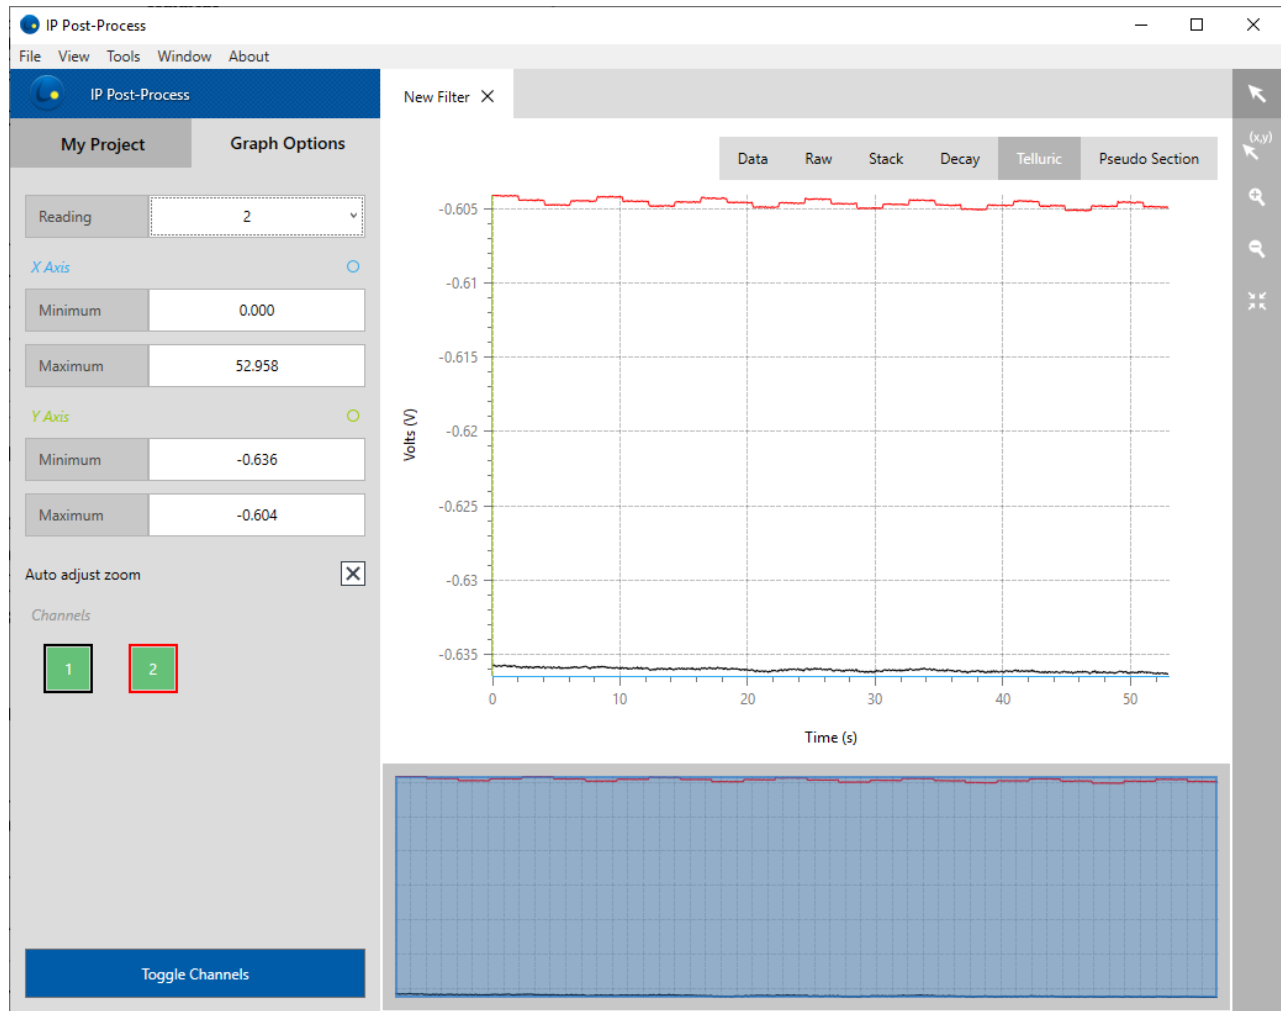 IP Post-Process
File View Tools Window About
IP Post-Process
My Project
Graph Options
Reading
2
X Axis
Minimum
0.000
Maximum
52.958
Y Axis
Minimum
-0.636
Maximum
-0.604
Auto adjust zoom
Channels
1
2
Toggle Channels
New Filter
Data Raw Stack Decay Telluric Pseudo Section
Volts (V)
-0.605
-0.61
-0.615
-0.62
-0.625
-0.63
-0.635
0 10 20 30 40 50
Time (s)
(x,y)